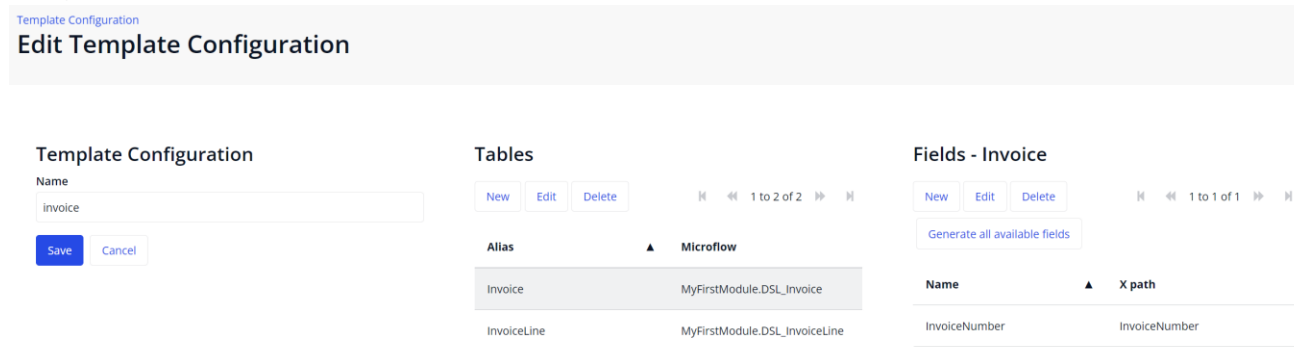 Template Configuration
Edit Template Configuration
Template Configuration
Name
invoice
Save Cancel
Tables
New Edit Delete 1 to 2 of 2
Alias ▲ Microflow
Invoice MyFirstModule.DSL_Invoice
InvoiceLine MyFirstModule.DSL_InvoiceLine
Fields - Invoice
New Edit Delete 1 to 1 of 1
Generate all available fields
Name ▲ X path
InvoiceNumber InvoiceNumber